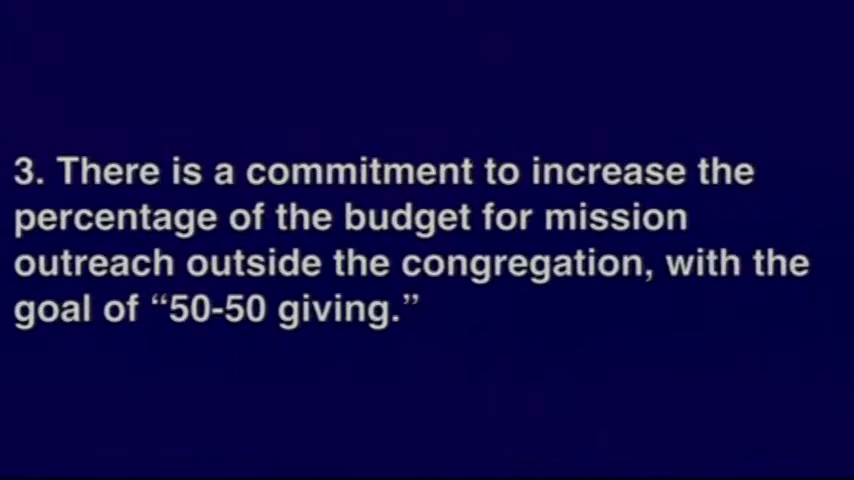 3. There is a commitment to increase the
percentage of the budget for mission
outreach outside the congregation, with the
goal of “50-50 giving.”